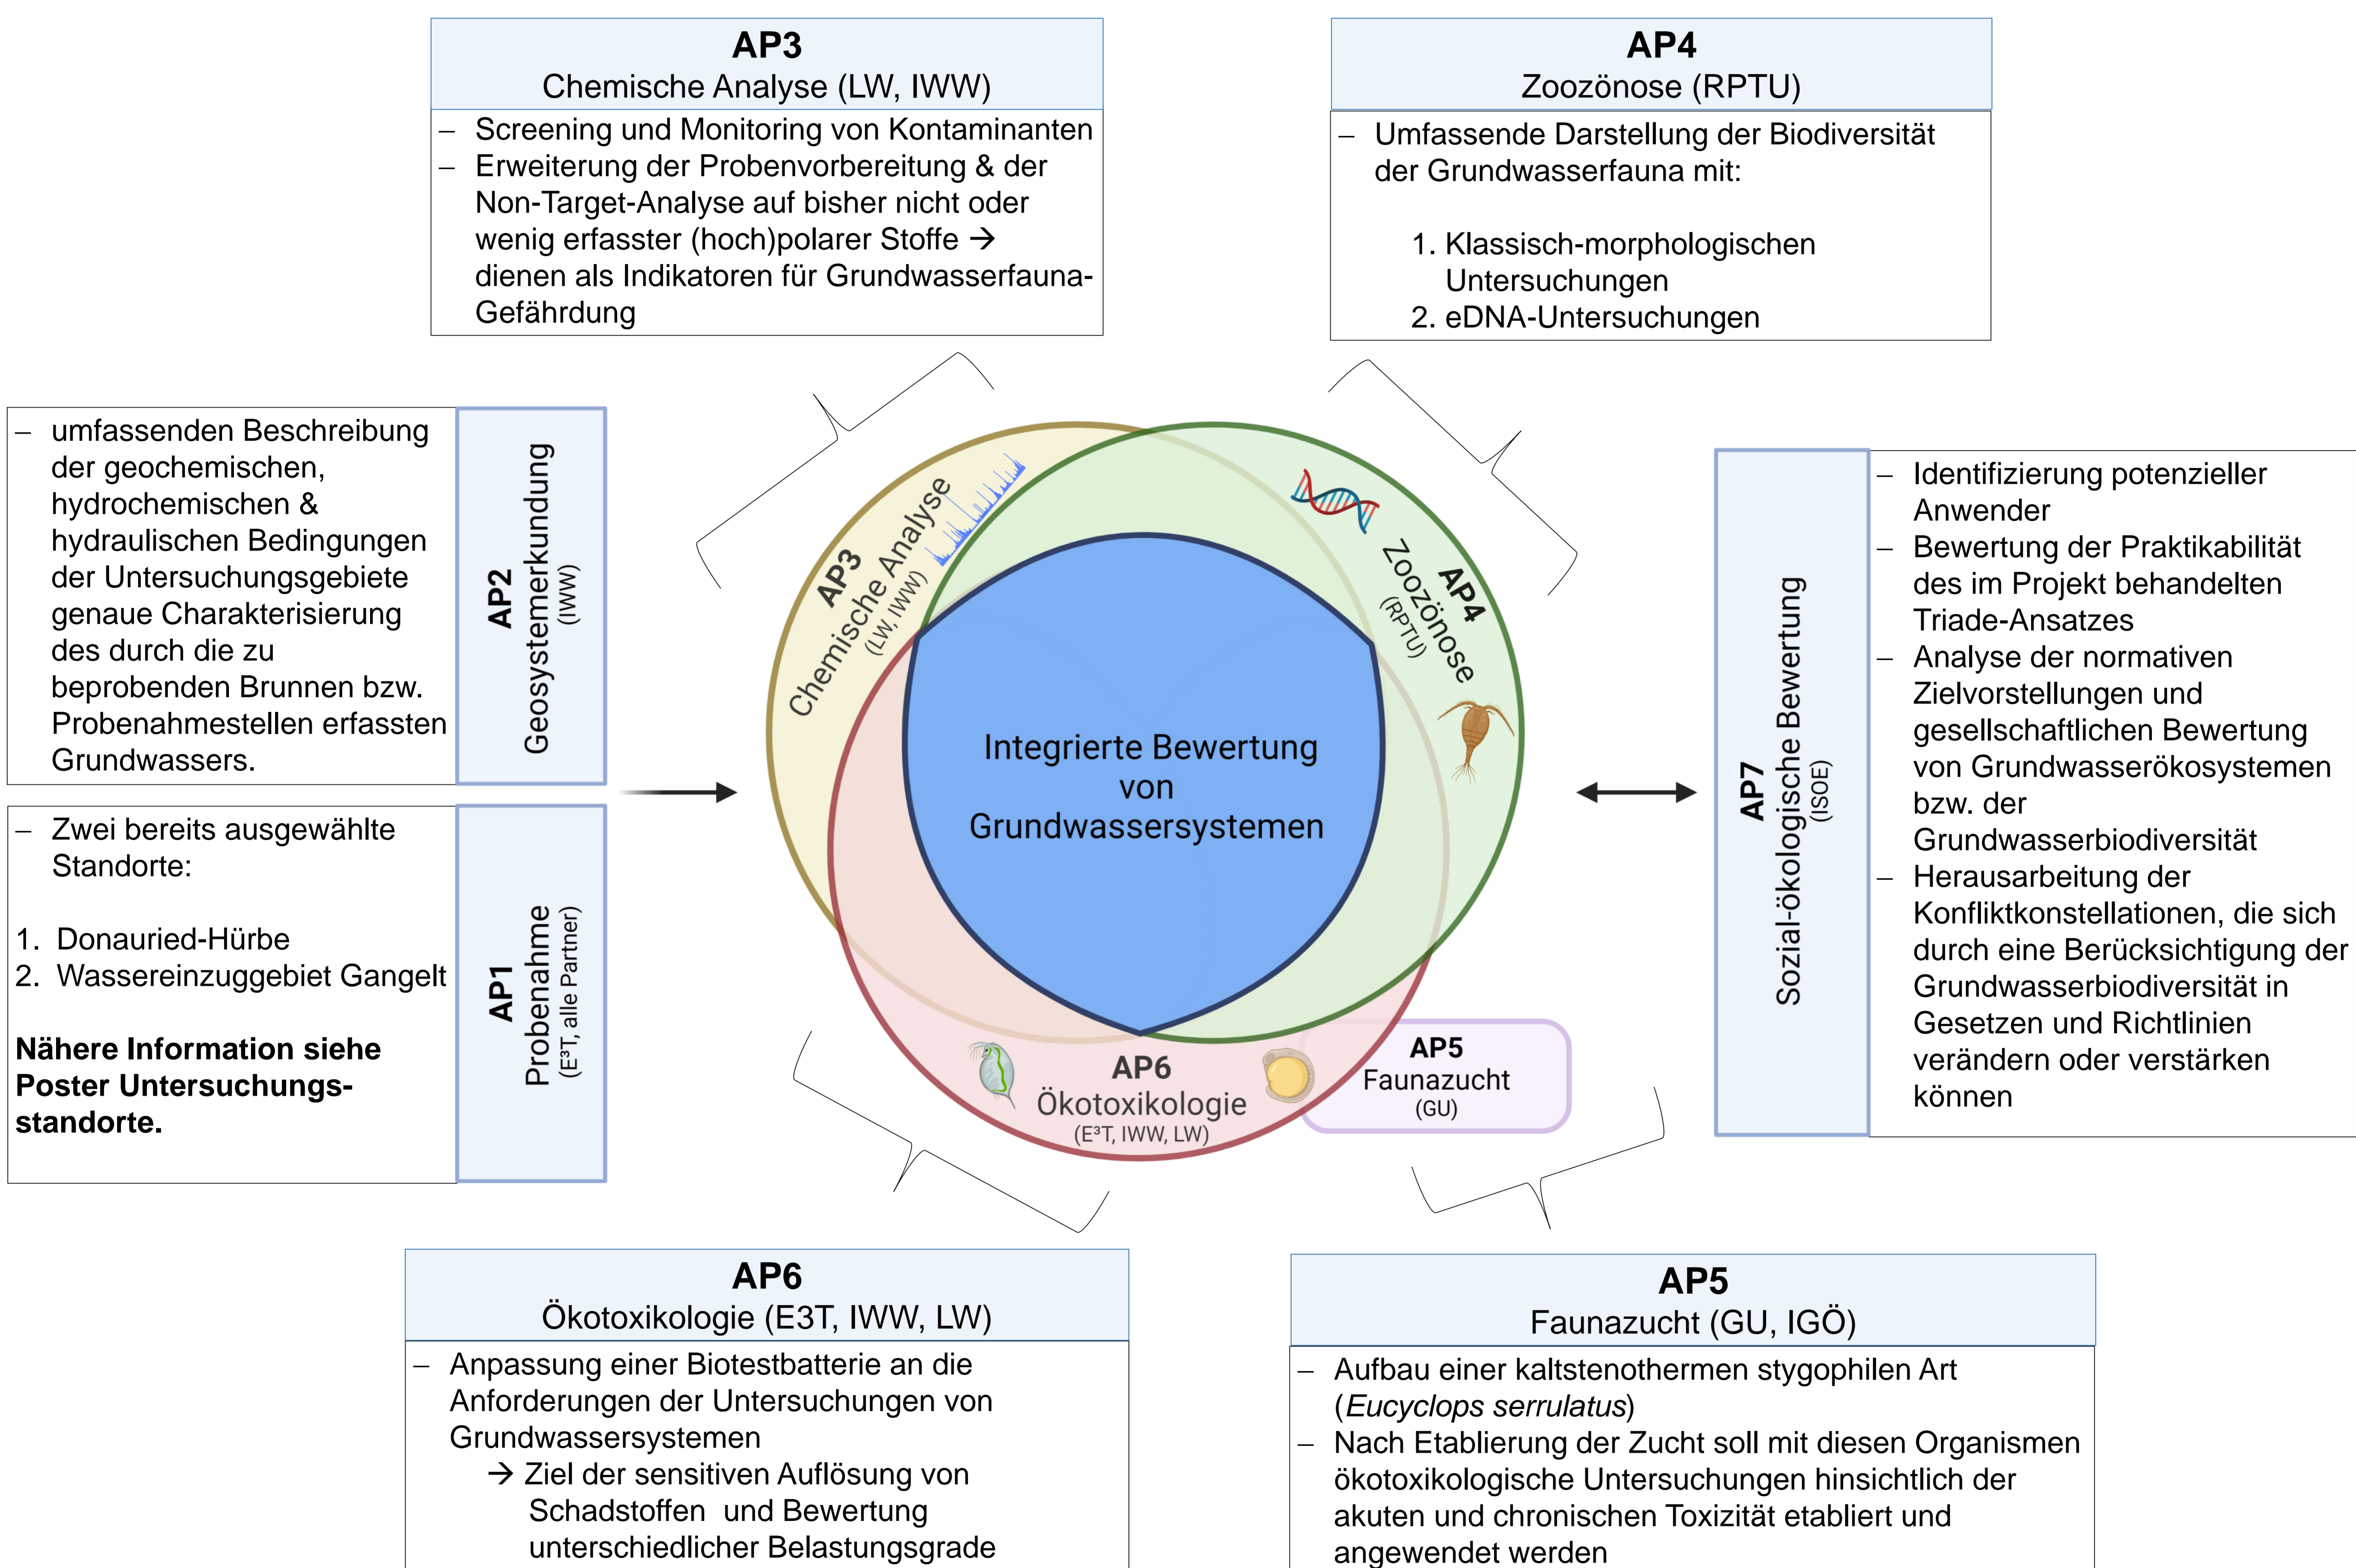 AP3
Chemische Analyse (LW, IWW)
– Screening und Monitoring von Kontaminanten
– Erweiterung der Probenvorbereitung & der
Non-Target-Analyse auf bisher nicht oder
wenig erfasster (hoch)polarer Stoffe →
dienen als Indikatoren für Grundwasserfauna-
Gefährdung
AP4
Zoozönose (RPTU)
– Umfassende Darstellung der Biodiversität
der Grundwasserfauna mit:
1. Klassisch-morphologischen
Untersuchungen
2. eDNA-Untersuchungen
– umfassenden Beschreibung
der geochemischen,
hydrochemischen &
hydraulischen Bedingungen
der Untersuchungsgebiete
genaue Charakterisierung
des durch die zu
beprobenden Brunnen bzw.
Probenahmestellen erfassten
Grundwassers.
AP2
Geosystemerkundung
(IWW)
– Zwei bereits ausgewählte
Standorte:
1. Donauried-Hürbe
2. Wassereinzuggebiet Gangelt
Nähere Information siehe
Poster Untersuchungs-
standorte.
AP1
Probenahme
(E³T, alle Partner)
AP3
Chemische Analyse
(LW, IWW)
AP4
Zoozönose
(RPTU)
Integrierte Bewertung
von
Grundwassersystemen
AP6
Ökotoxikologie
(E³T, IWW, LW)
AP5
Faunazucht
(GU)
AP7
Sozial-ökologische Bewertung
(ISOE)
– Identifizierung potenzieller
Anwender
– Bewertung der Praktikabilität
des im Projekt behandelten
Triade-Ansatzes
– Analyse der normativen
Zielvorstellungen und
gesellschaftlichen Bewertung
von Grundwasserökosystemen
bzw. der
Grundwasserbiodiversität
– Herausarbeitung der
Konfliktkonstellationen, die sich
durch eine Berücksichtigung der
Grundwasserbiodiversität in
Gesetzen und Richtlinien
verändern oder verstärken
können
AP6
Ökotoxikologie (E3T, IWW, LW)
– Anpassung einer Biotestbatterie an die
Anforderungen der Untersuchungen von
Grundwassersystemen
→ Ziel der sensitiven Auflösung von
Schadstoffen und Bewertung
unterschiedlicher Belastungsgrade
AP5
Faunazucht (GU, IGÖ)
– Aufbau einer kaltstenothermen stygophilen Art
(Eucyclops serrulatus)
– Nach Etablierung der Zucht soll mit diesen Organismen
ökotoxikologische Untersuchungen hinsichtlich der
akuten und chronischen Toxizität etabliert und
angewendet werden